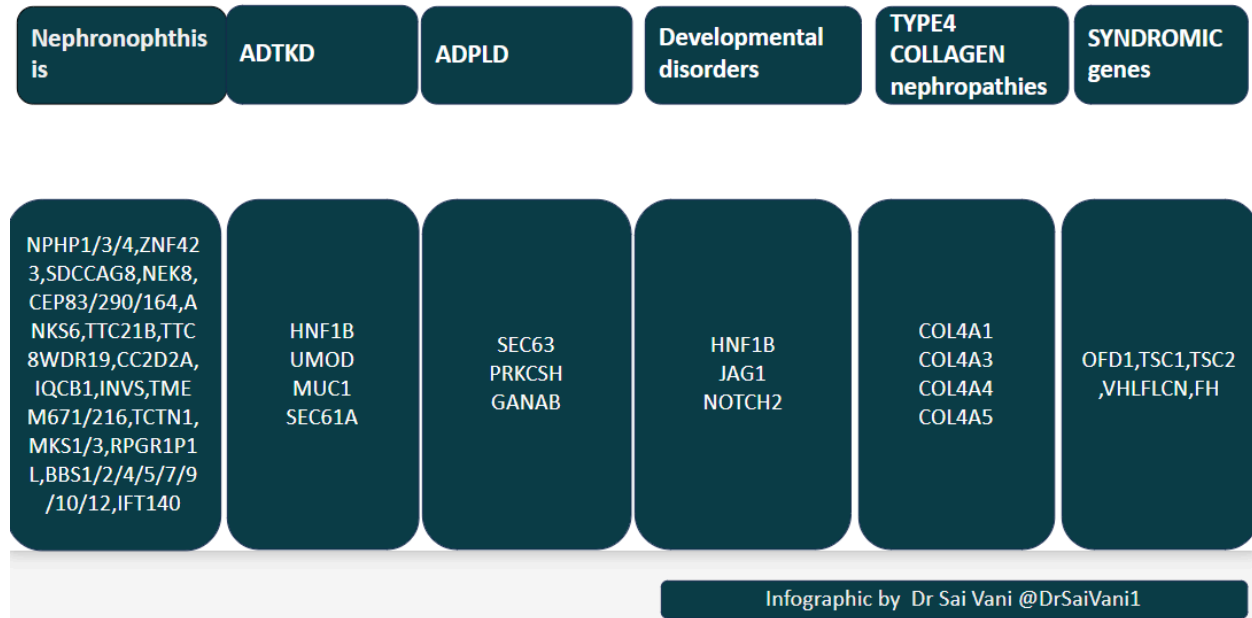 Nephronophthis
is
ADTKD
ADPLD
Developmental
disorders
TYPE4
COLLAGEN
nephropathies
SYNDROMIC
genes
NPHP1/3/4,ZNF42
3,SDCCAG8,NEK8,
CEP83/290/164,A
NKS6,TTC21B,TTC
8WDR19,CC2D2A,
IQCB1,INVS,TME
M671/216,TCTN1,
MKS1/3,RPGR1P1
L,BBS1/2/4/5/7/9
/10/12,IFT140
HNF1B
UMOD
MUC1
SEC61A
SEC63
PRKCSH
GANAB
HNF1B
JAG1
NOTCH2
COL4A1
COL4A3
COL4A4
COL4A5
OFD1,TSC1,TSC2
,VHLFLCN,FH
Infographic by Dr Sai Vani @DrSaiVani1